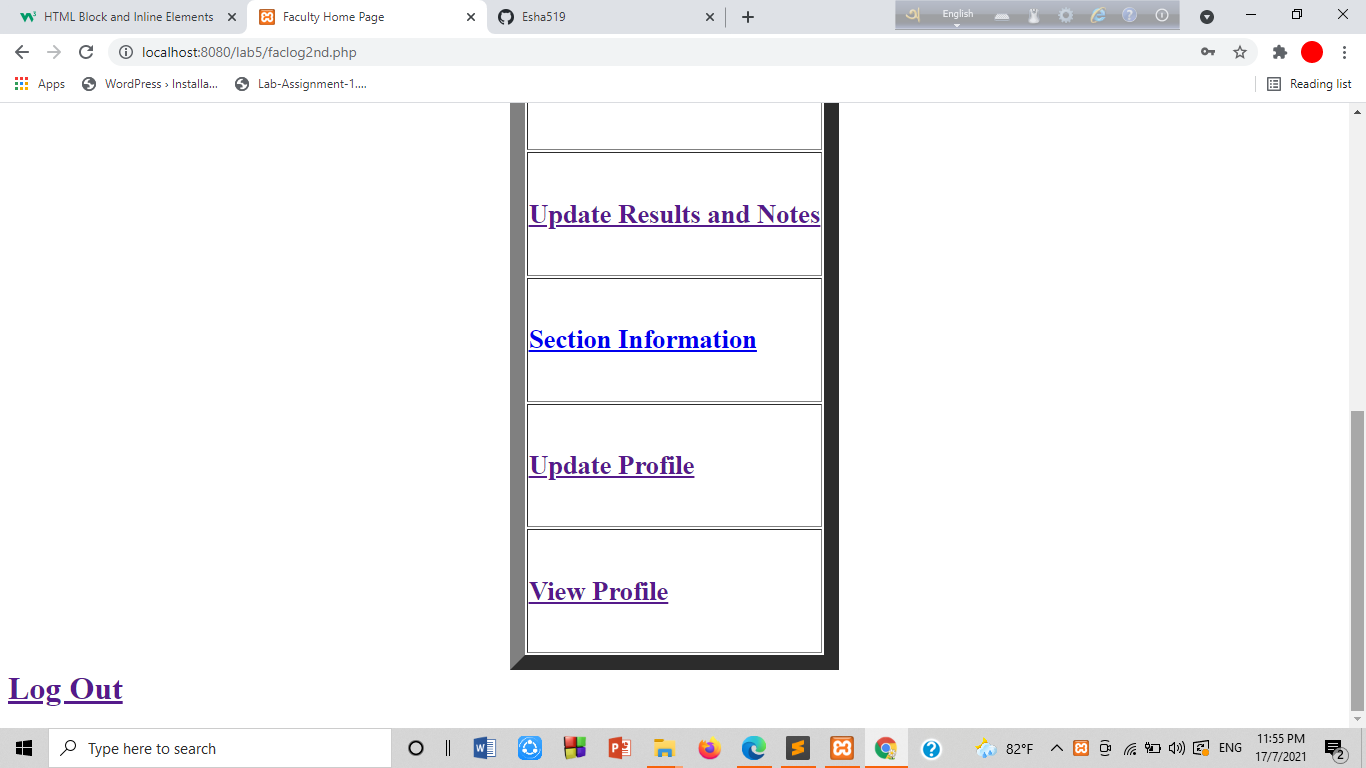 HTML Block and Inline Elements
Faculty Home Page
Esha519
English
localhost:8080/lab5/faclog2nd.php
Apps
WordPress › Installa...
Lab-Assignment-1....
Reading list
Update Results and Notes
Section Information
Update Profile
View Profile
Log Out
Type here to search
82°F
ENG
11:55 PM
17/7/2021
2